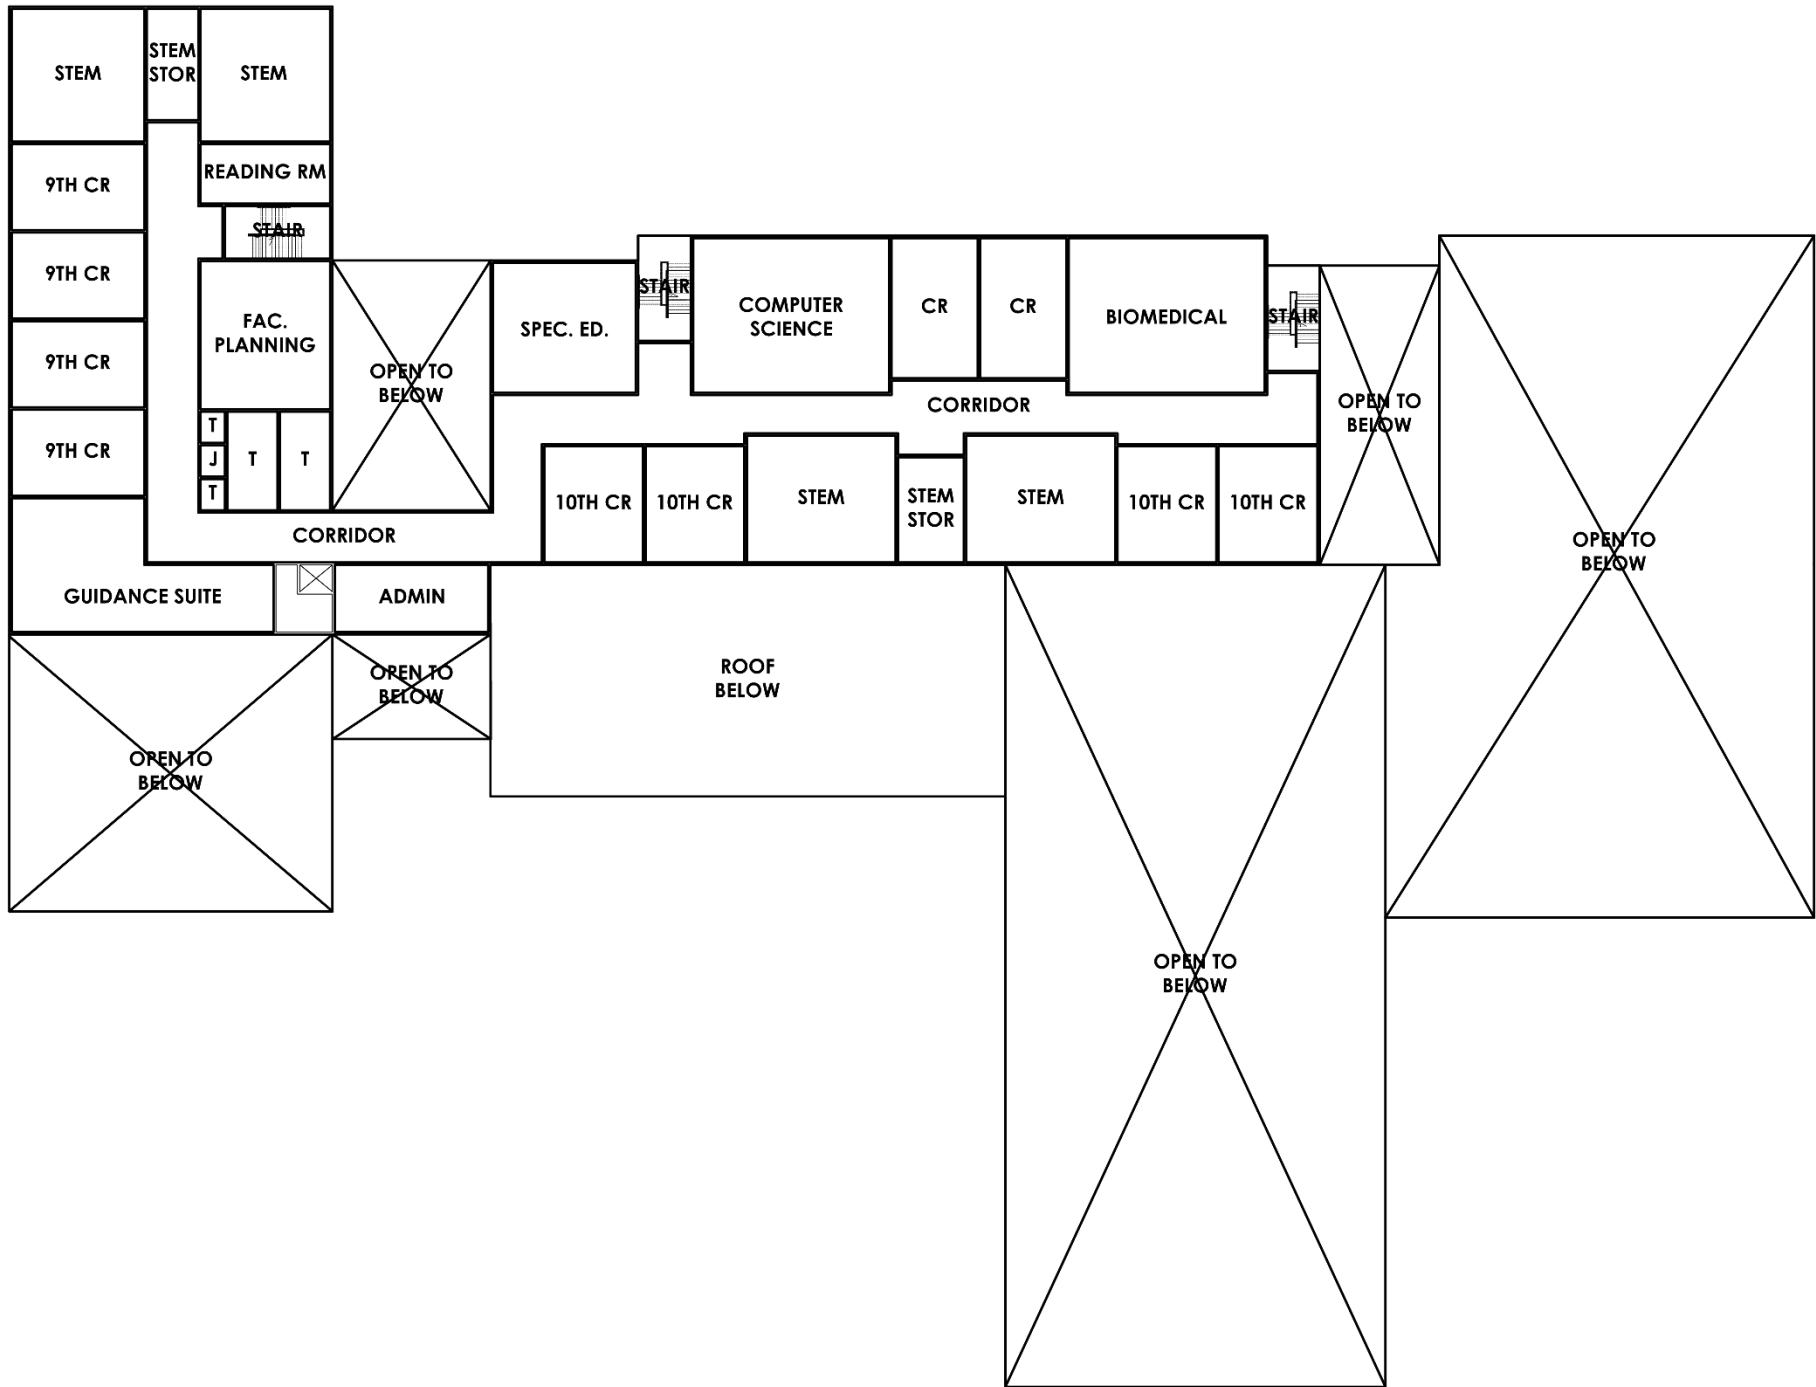 STEM
STEM
STOR
STEM
9TH CR
READING RM
STAIR
9TH CR
FAC.
PLANNING
9TH CR
9TH CR
T
J
T
T
T
OPEN TO
BELOW
SPEC. ED.
STAIR
COMPUTER
SCIENCE
CR
CR
BIOMEDICAL
STAIR
CORRIDOR
OPEN TO
BELOW
10TH CR
10TH CR
STEM
STEM
STOR
STEM
10TH CR
10TH CR
OPEN TO
BELOW
CORRIDOR
GUIDANCE SUITE
ADMIN
OPEN TO
BELOW
ROOF
BELOW
OPEN TO
BELOW
OPEN TO
BELOW